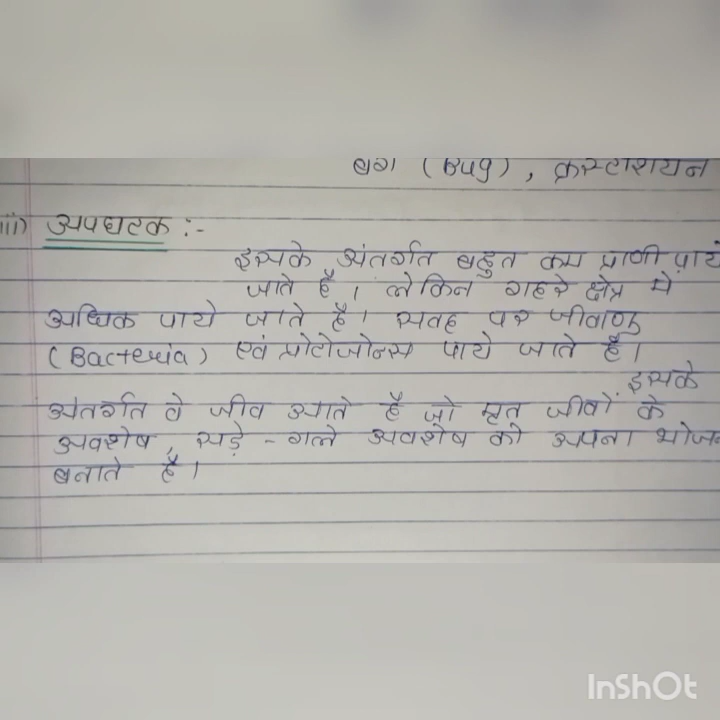 बग (Bug), क्रस्टाशियन
iii) अपघटक :-
इसके अंतर्गत बहुत कम प्राणी पाये
जाते है। लेकिन गहरे क्षेत्र मे
अधिक पाये जाते है। सतह पर जीवाणु
(Bacteria) एवं प्रोटोजोन्स पाये जाते है।
इसके
अंतर्गत वे जीव आते है जो मृत जीवों के
अवशेष, सड़े-गले अवशेष को अपना भोजन
बनाते है।
InShOt